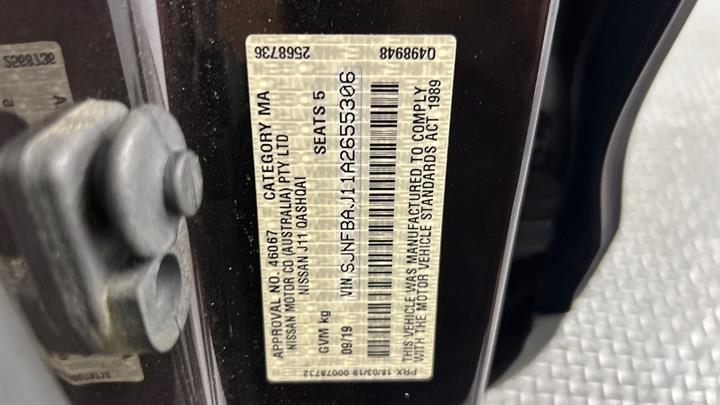 2568736
Q498948
APPROVAL NO. 46067 CATEGORY MA
NISSAN MOTOR CO (AUSTRALIA) PTY LTD
NISSAN J11 QASHQAI
GVM kg SEATS 5
09/19 VIN SJNFBAJ11A2655306
THIS VEHICLE WAS MANUFACTURED TO COMPLY
WITH THE MOTOR VEHICLE STANDARDS ACT 1989
PRX 18/03/19 00078732